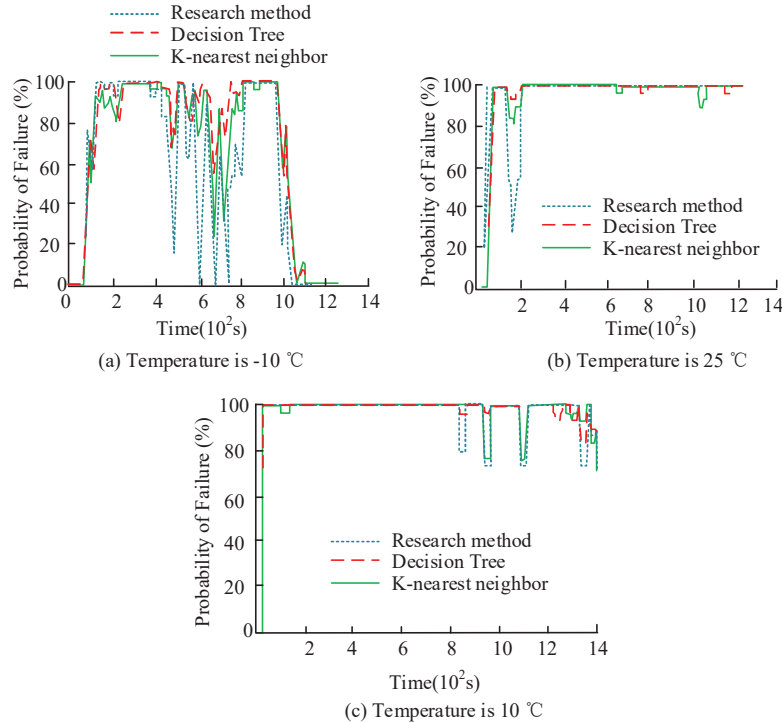 Research method
Decision Tree
K-nearest neighbor
Probability of Failure (%)
100
80
60
40
20
0
0 2 4 6 8 10 12 14
Time(10²s)
(a) Temperature is -10 ℃
Probability of Failure (%)
100
80
60
40
20
0
Research method
Decision Tree
K-nearest neighbor
2 4 6 8 10 12 14
Time(10²s)
(b) Temperature is 25 ℃
Probability of Failure (%)
100
80
60
40
20
0
Research method
Decision Tree
K-nearest neighbor
2 4 6 8 10 12 14
Time(10²s)
(c) Temperature is 10 ℃